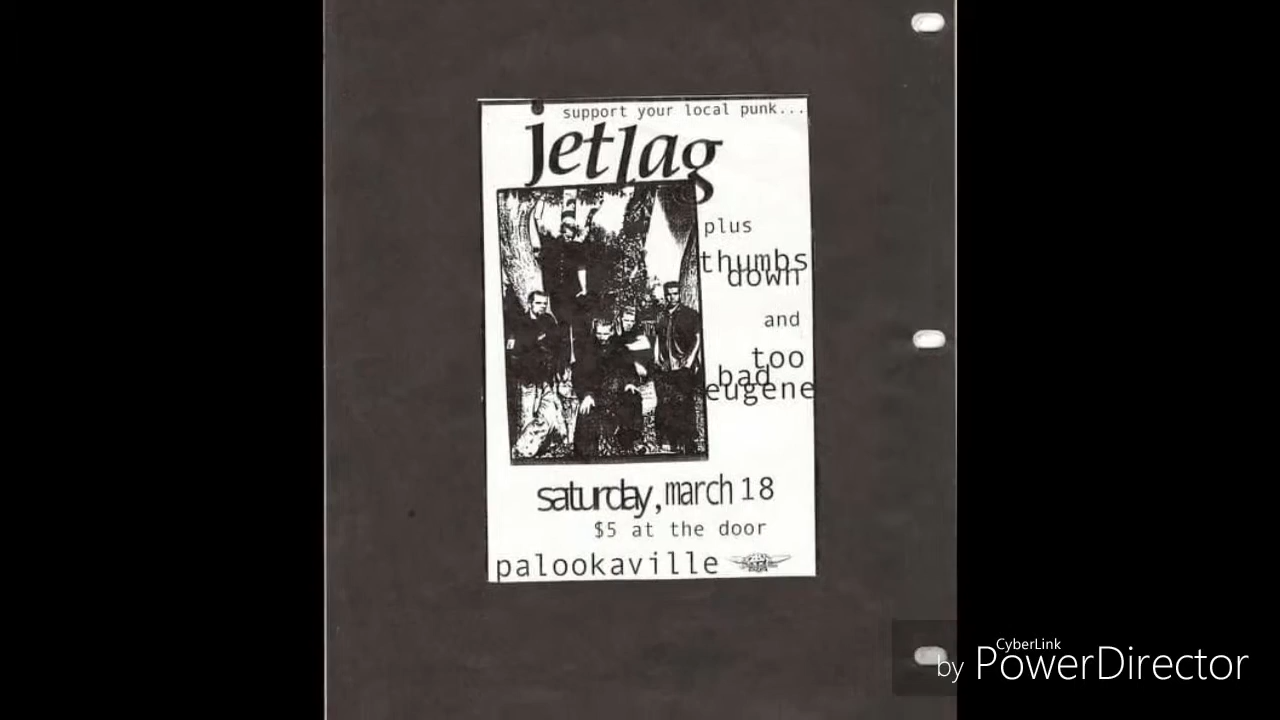 support your local punk...
jetlag
plus
thumbs
down
and
too
bad
eugene
saturday, march 18
$5 at the door
palookaville
CyberLink
by PowerDirector